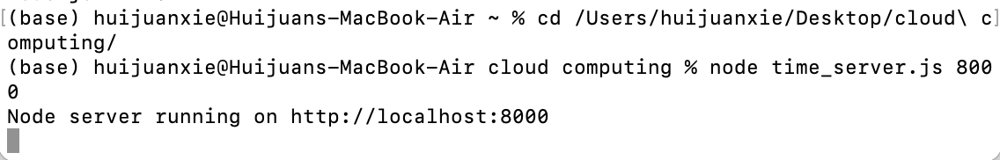 [(base) huijuanxie@Huijuans-MacBook-Air ~ % cd /Users/huijuanxie/Desktop/cloud\ c]
omputing/
(base) huijuanxie@Huijuans-MacBook-Air cloud computing % node time_server.js 800
0
Node server running on http://localhost:8000